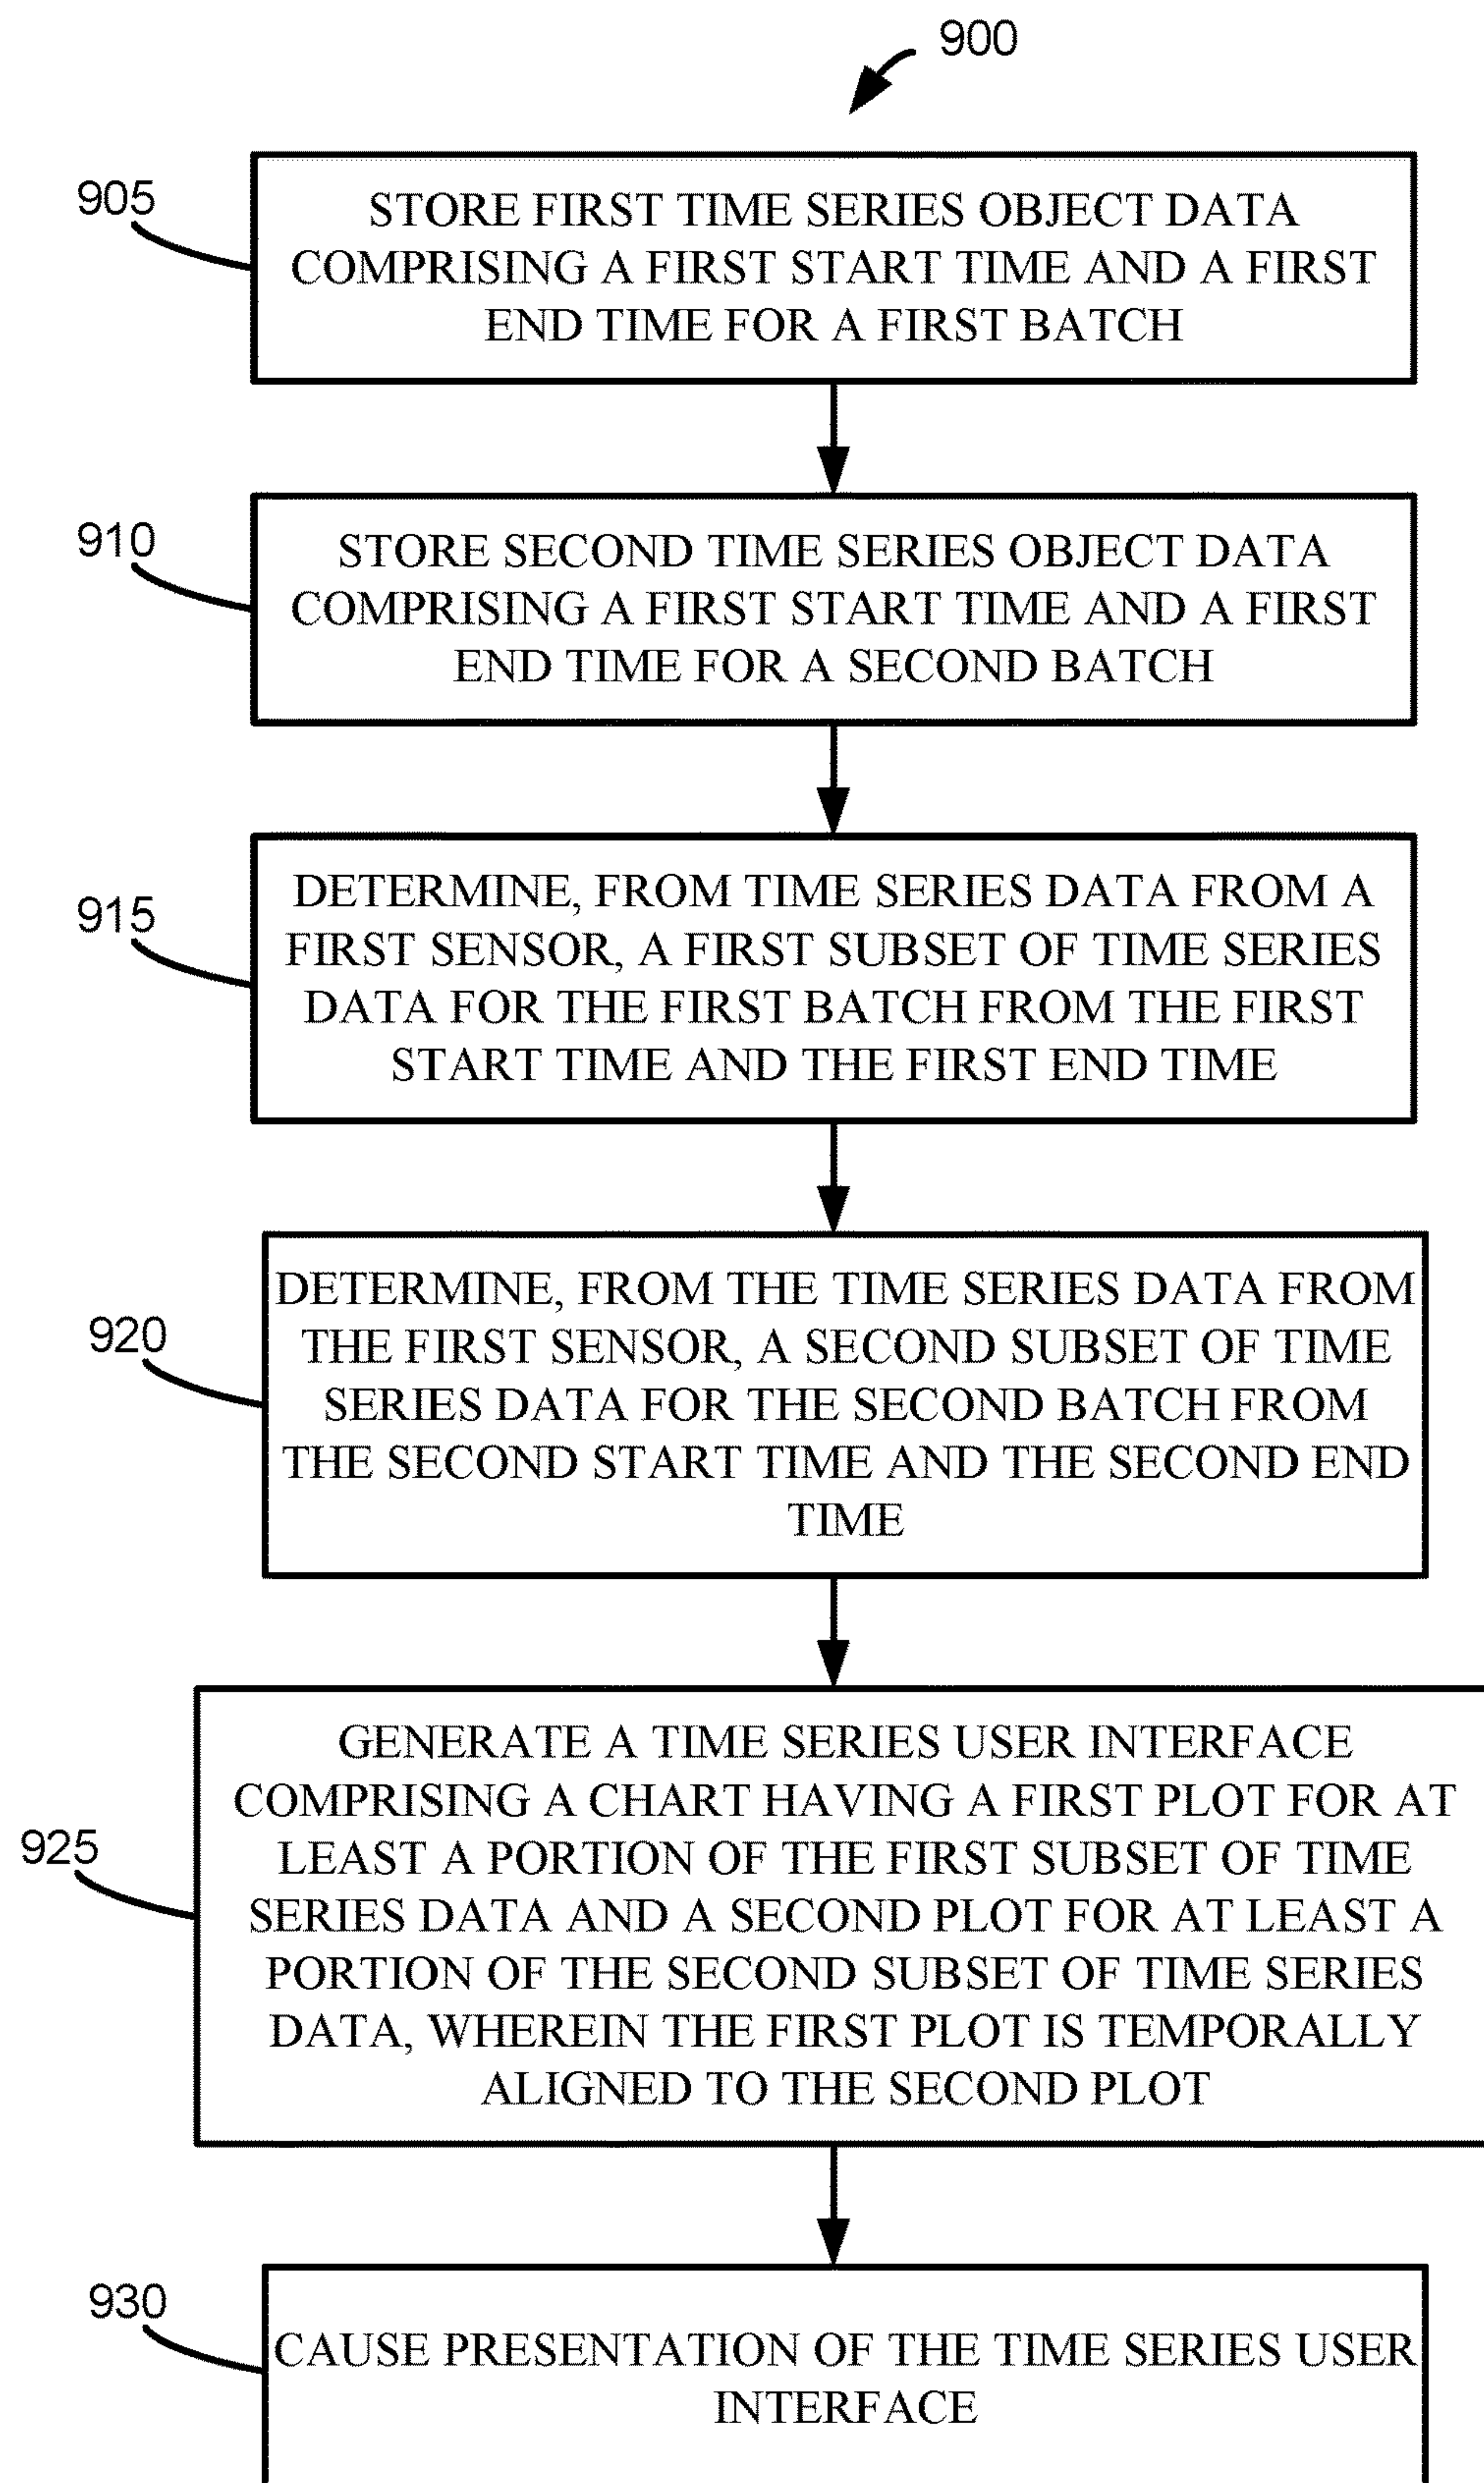 900
905
STORE FIRST TIME SERIES OBJECT DATA
COMPRISING A FIRST START TIME AND A FIRST
END TIME FOR A FIRST BATCH
910
STORE SECOND TIME SERIES OBJECT DATA
COMPRISING A FIRST START TIME AND A FIRST
END TIME FOR A SECOND BATCH
915
DETERMINE, FROM TIME SERIES DATA FROM A
FIRST SENSOR, A FIRST SUBSET OF TIME SERIES
DATA FOR THE FIRST BATCH FROM THE FIRST
START TIME AND THE FIRST END TIME
920
DETERMINE, FROM THE TIME SERIES DATA FROM
THE FIRST SENSOR, A SECOND SUBSET OF TIME
SERIES DATA FOR THE SECOND BATCH FROM
THE SECOND START TIME AND THE SECOND END
TIME
925
GENERATE A TIME SERIES USER INTERFACE
COMPRISING A CHART HAVING A FIRST PLOT FOR AT
LEAST A PORTION OF THE FIRST SUBSET OF TIME
SERIES DATA AND A SECOND PLOT FOR AT LEAST A
PORTION OF THE SECOND SUBSET OF TIME SERIES
DATA, WHEREIN THE FIRST PLOT IS TEMPORALLY
ALIGNED TO THE SECOND PLOT
930
CAUSE PRESENTATION OF THE TIME SERIES USER
INTERFACE